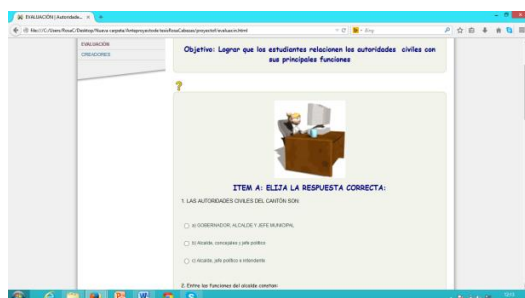 EVALUACIÓN | Autoridade...
Bing
EVALUACIÓN
CREADORES
Objetivo: Lograr que los estudiantes relacionen los autoridades civiles con
sus principales funciones
?
ITEM A: ELIJA LA RESPUESTA CORRECTA:
1. LAS AUTORIDADES CIVILES DEL CANTÓN SON:
a) GOBERNADOR, ALCALDE Y JEFE MUNICIPAL
b) Alcalde, concejales y jefe político
c) Alcalde, jefe político e intendente
2. Entre las funciones del alcalde constan: